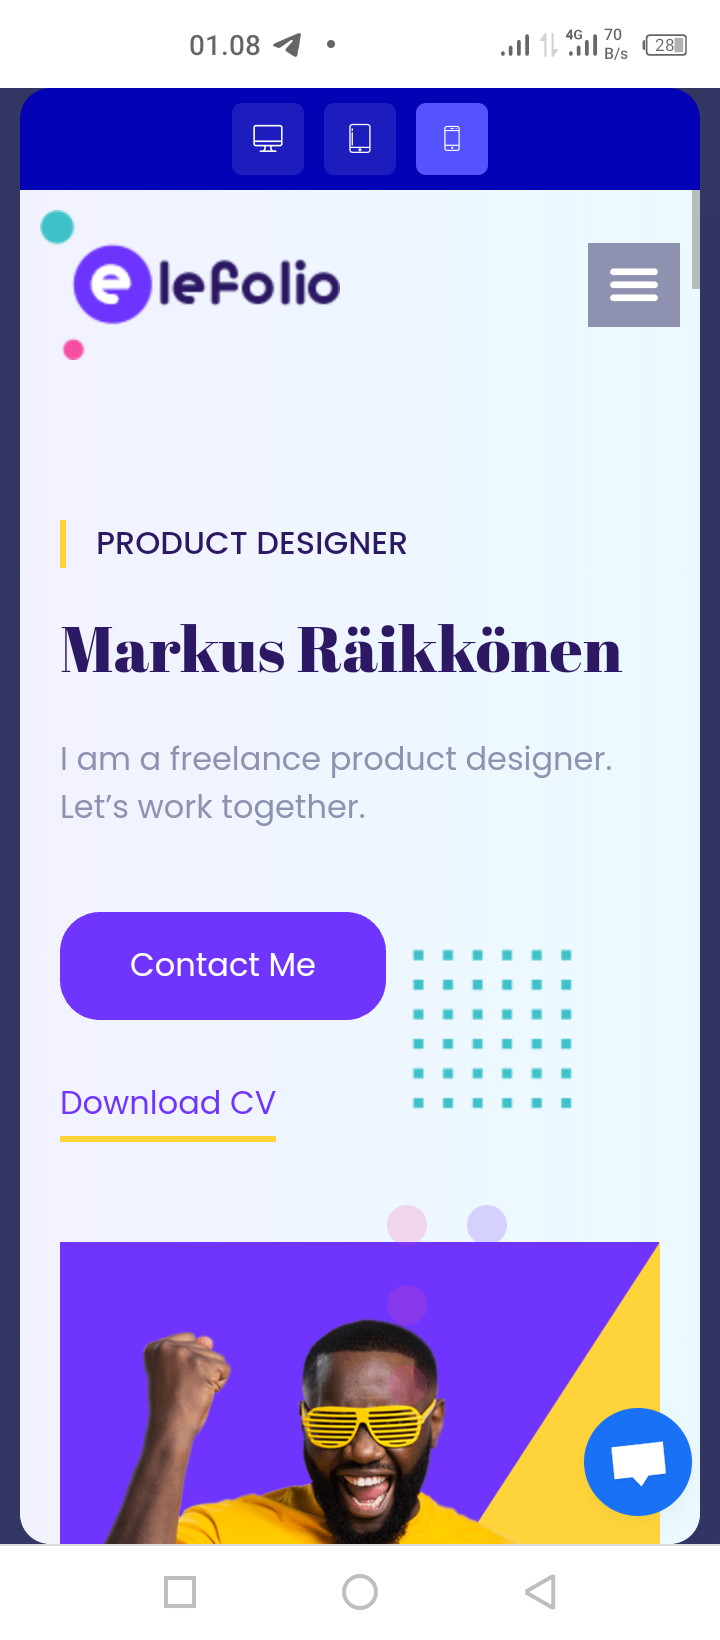 01.08
4G
70
B/s
28
elefolio
PRODUCT DESIGNER
Markus Räikkönen
I am a freelance product designer.
Let’s work together.
Contact Me
Download CV